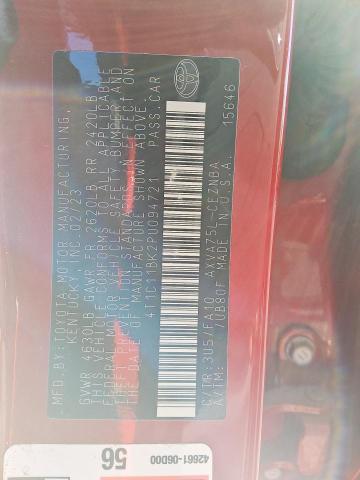 MFD.BY:TOYOTA MOTOR MANUFACTURING,
KENTUCKY,INC.02/23
GVWR 4630LB GAWR FR 2620LB RR 2420LB
THIS VEHICLE CONFORMS TO ALL APPLICABLE
FEDERAL MOTOR VEHICLE SAFETY, BUMPER, AND
THEFT PREVENTION STANDARDS IN EFFECT ON
THE DATE OF MANUFACTURE SHOWN ABOVE.
4T1C11BK2PU094721 PASS.CAR
C/TR:3U5/FA10 AXVA75L-CEZNBA
A/TM: /UB80F MADE IN U.S.A. 15646
42661-06D00
56